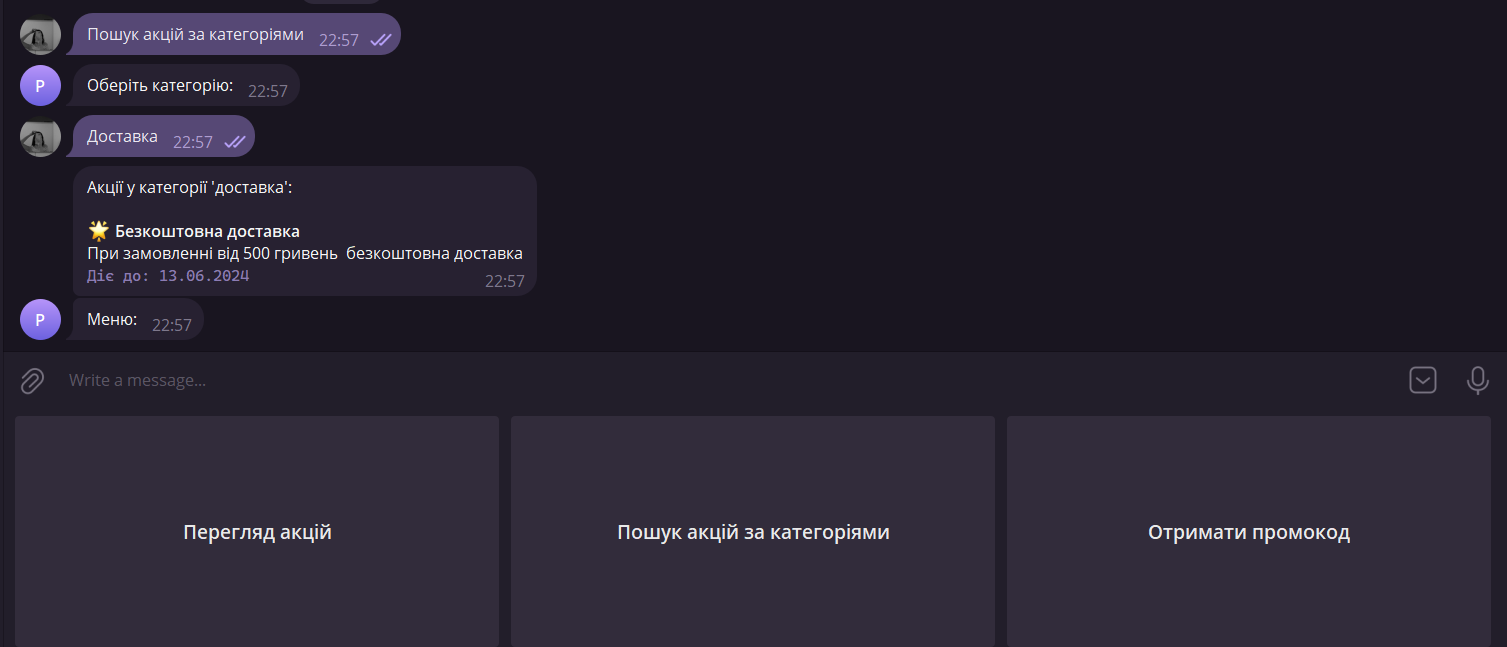 Пошук акцій за категоріями 22:57
P
Оберіть категорію: 22:57
Доставка 22:57
Акції у категорії 'доставка':
🌟 Безкоштовна доставка
При замовленні від 500 гривень  безкоштовна доставка
Діє до: 13.06.2024
22:57
P
Меню: 22:57
Write a message...
Перегляд акцій
Пошук акцій за категоріями
Отримати промокод